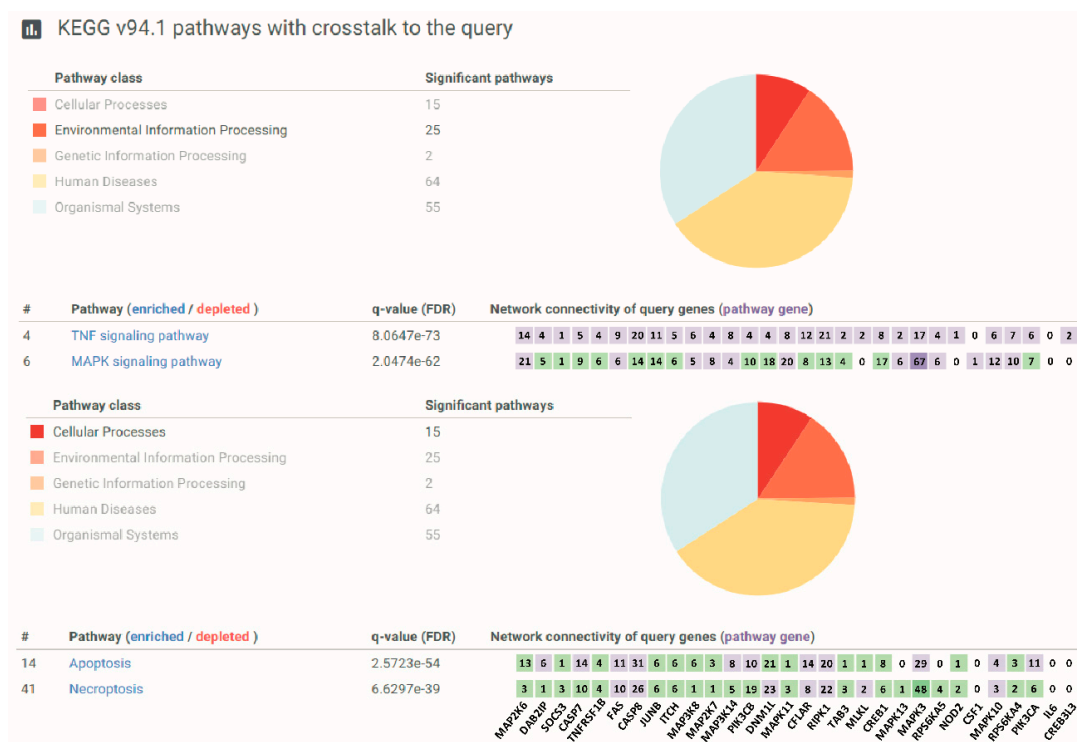 KEGG v94.1 pathways with crosstalk to the query
Pathway class Significant pathways
Cellular Processes 15
Environmental Information Processing 25
Genetic Information Processing 2
Human Diseases 64
Organismal Systems 55
# Pathway (enriched / depleted ) q-value (FDR) Network connectivity of query genes (pathway gene)
4 TNF signaling pathway 8.0647e-73 14 4 1 5 4 9 20 11 5 6 4 8 4 4 8 12 21 2 2 8 2 17 4 1 0 6 7 6 0 2
6 MAPK signaling pathway 2.0474e-62 21 5 1 9 6 6 14 14 6 5 8 4 10 18 20 8 13 4 0 17 6 67 6 0 1 12 10 7 0 0
Pathway class Significant pathways
Cellular Processes 15
Environmental Information Processing 25
Genetic Information Processing 2
Human Diseases 64
Organismal Systems 55
# Pathway (enriched / depleted ) q-value (FDR) Network connectivity of query genes (pathway gene)
14 Apoptosis 2.5723e-54 13 6 1 14 4 11 31 6 6 6 3 8 10 21 1 14 20 1 1 8 0 29 0 1 0 4 3 11 0 0
41 Necroptosis 6.6297e-39 3 1 3 10 4 10 26 6 6 1 1 5 19 23 3 8 22 3 2 6 1 48 4 2 0 3 2 6 0 0
MAP2K6 DAB2IP SOCS3 CASP7 TNFRSF1B FAS CASP8 JUNB ITCH MAP3K8 MAP2K7 MAP3K14 PIK3CB DNM1L MAPK11 CFLAR RIPK1 TAB3 MLKL CREB1 MAPK13 MAPK3 RPS6KA5 NOD2 CSF1 MAPK10 RPS6KA4 PIK3CA IL6 CREB3L3